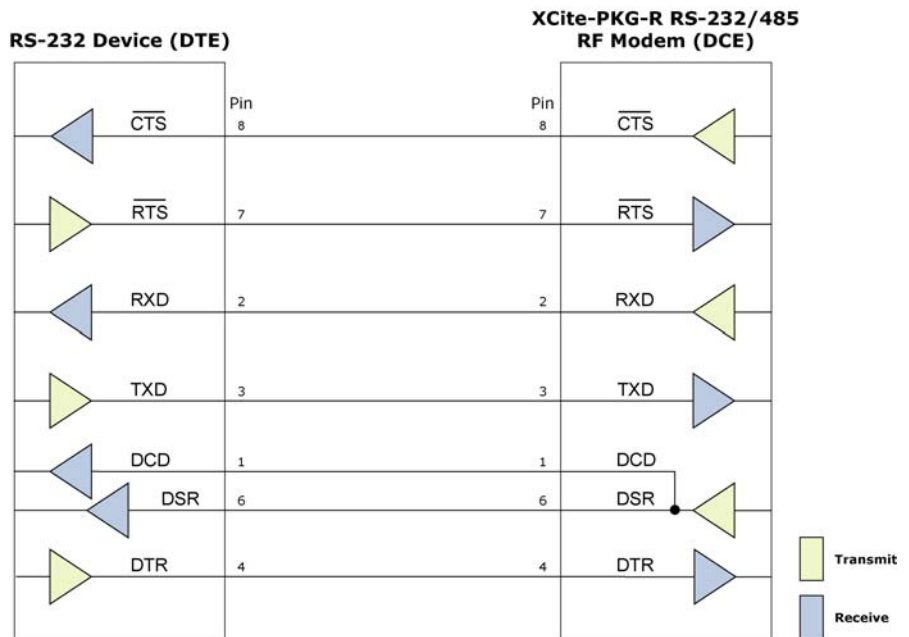 RS-232 Device (DTE)
XCite-PKG-R RS-232/485
RF Modem (DCE)
Pin
Pin
CTS
8
8
CTS
RTS
7
7
RTS
RXD
2
2
RXD
TXD
3
3
TXD
DCD
1
1
DCD
DSR
6
6
DSR
DTR
4
4
DTR
Transmit
Receive